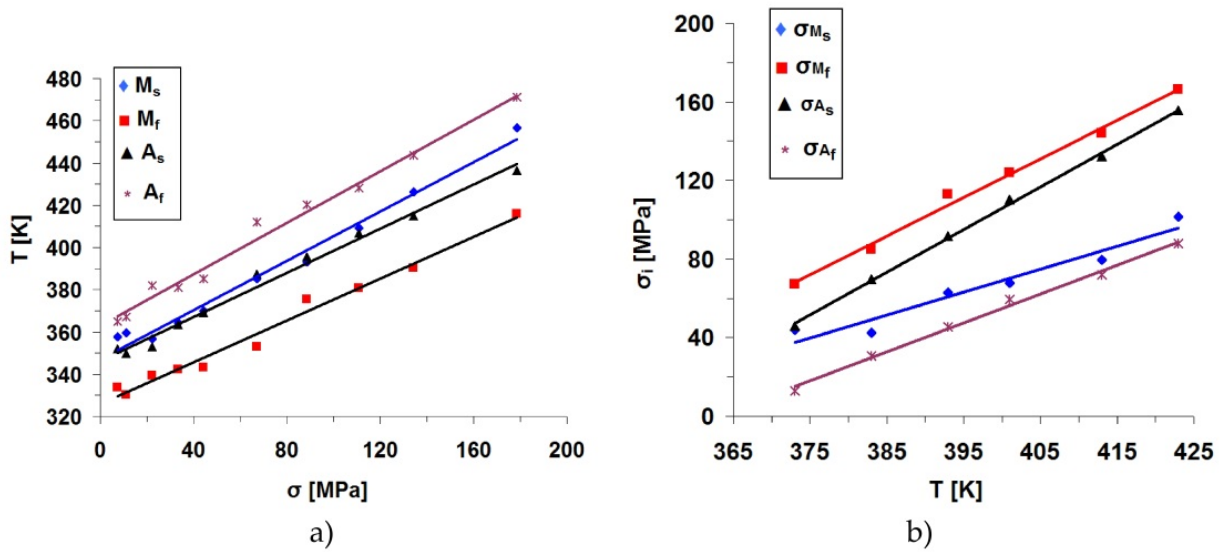 T [K]
480
460
440
420
400
380
360
340
320
Ms
Mf
As
Af
0 40 80 120 160 200
σ [MPa]
a)
σi [MPa]
200
160
120
80
40
0
σMs
σMf
σAs
σAf
365 375 385 395 405 415 425
T [K]
b)